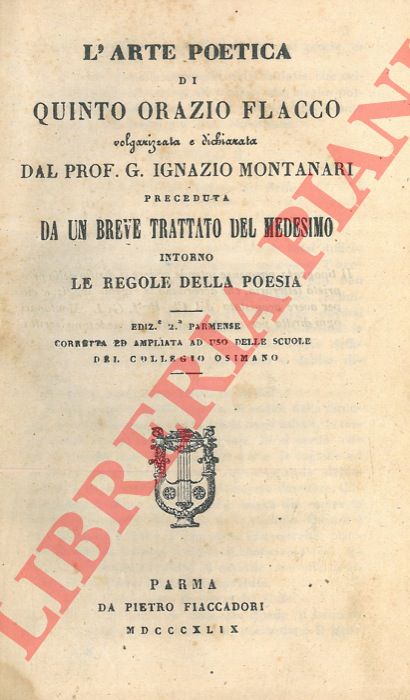 L'ARTE POETICA
DI
QUINTO ORAZIO FLACCO
volgarizzata e dichiarata
DAL PROF. G. IGNAZIO MONTANARI
PRECEDUTA
DA UN BREVE TRATTATO DEL MEDESIMO
INTORNO
LE REGOLE DELLA POESIA
EDIZ.e 2.a PARMENSE
CORRETTA ED AMPLIATA AD USO DELLE SCUOLE
DEL COLLEGIO OSIMANO
PARMA
DA PIETRO FIACCADORI
MDCCCXLIX
LIBRERIA PIANI